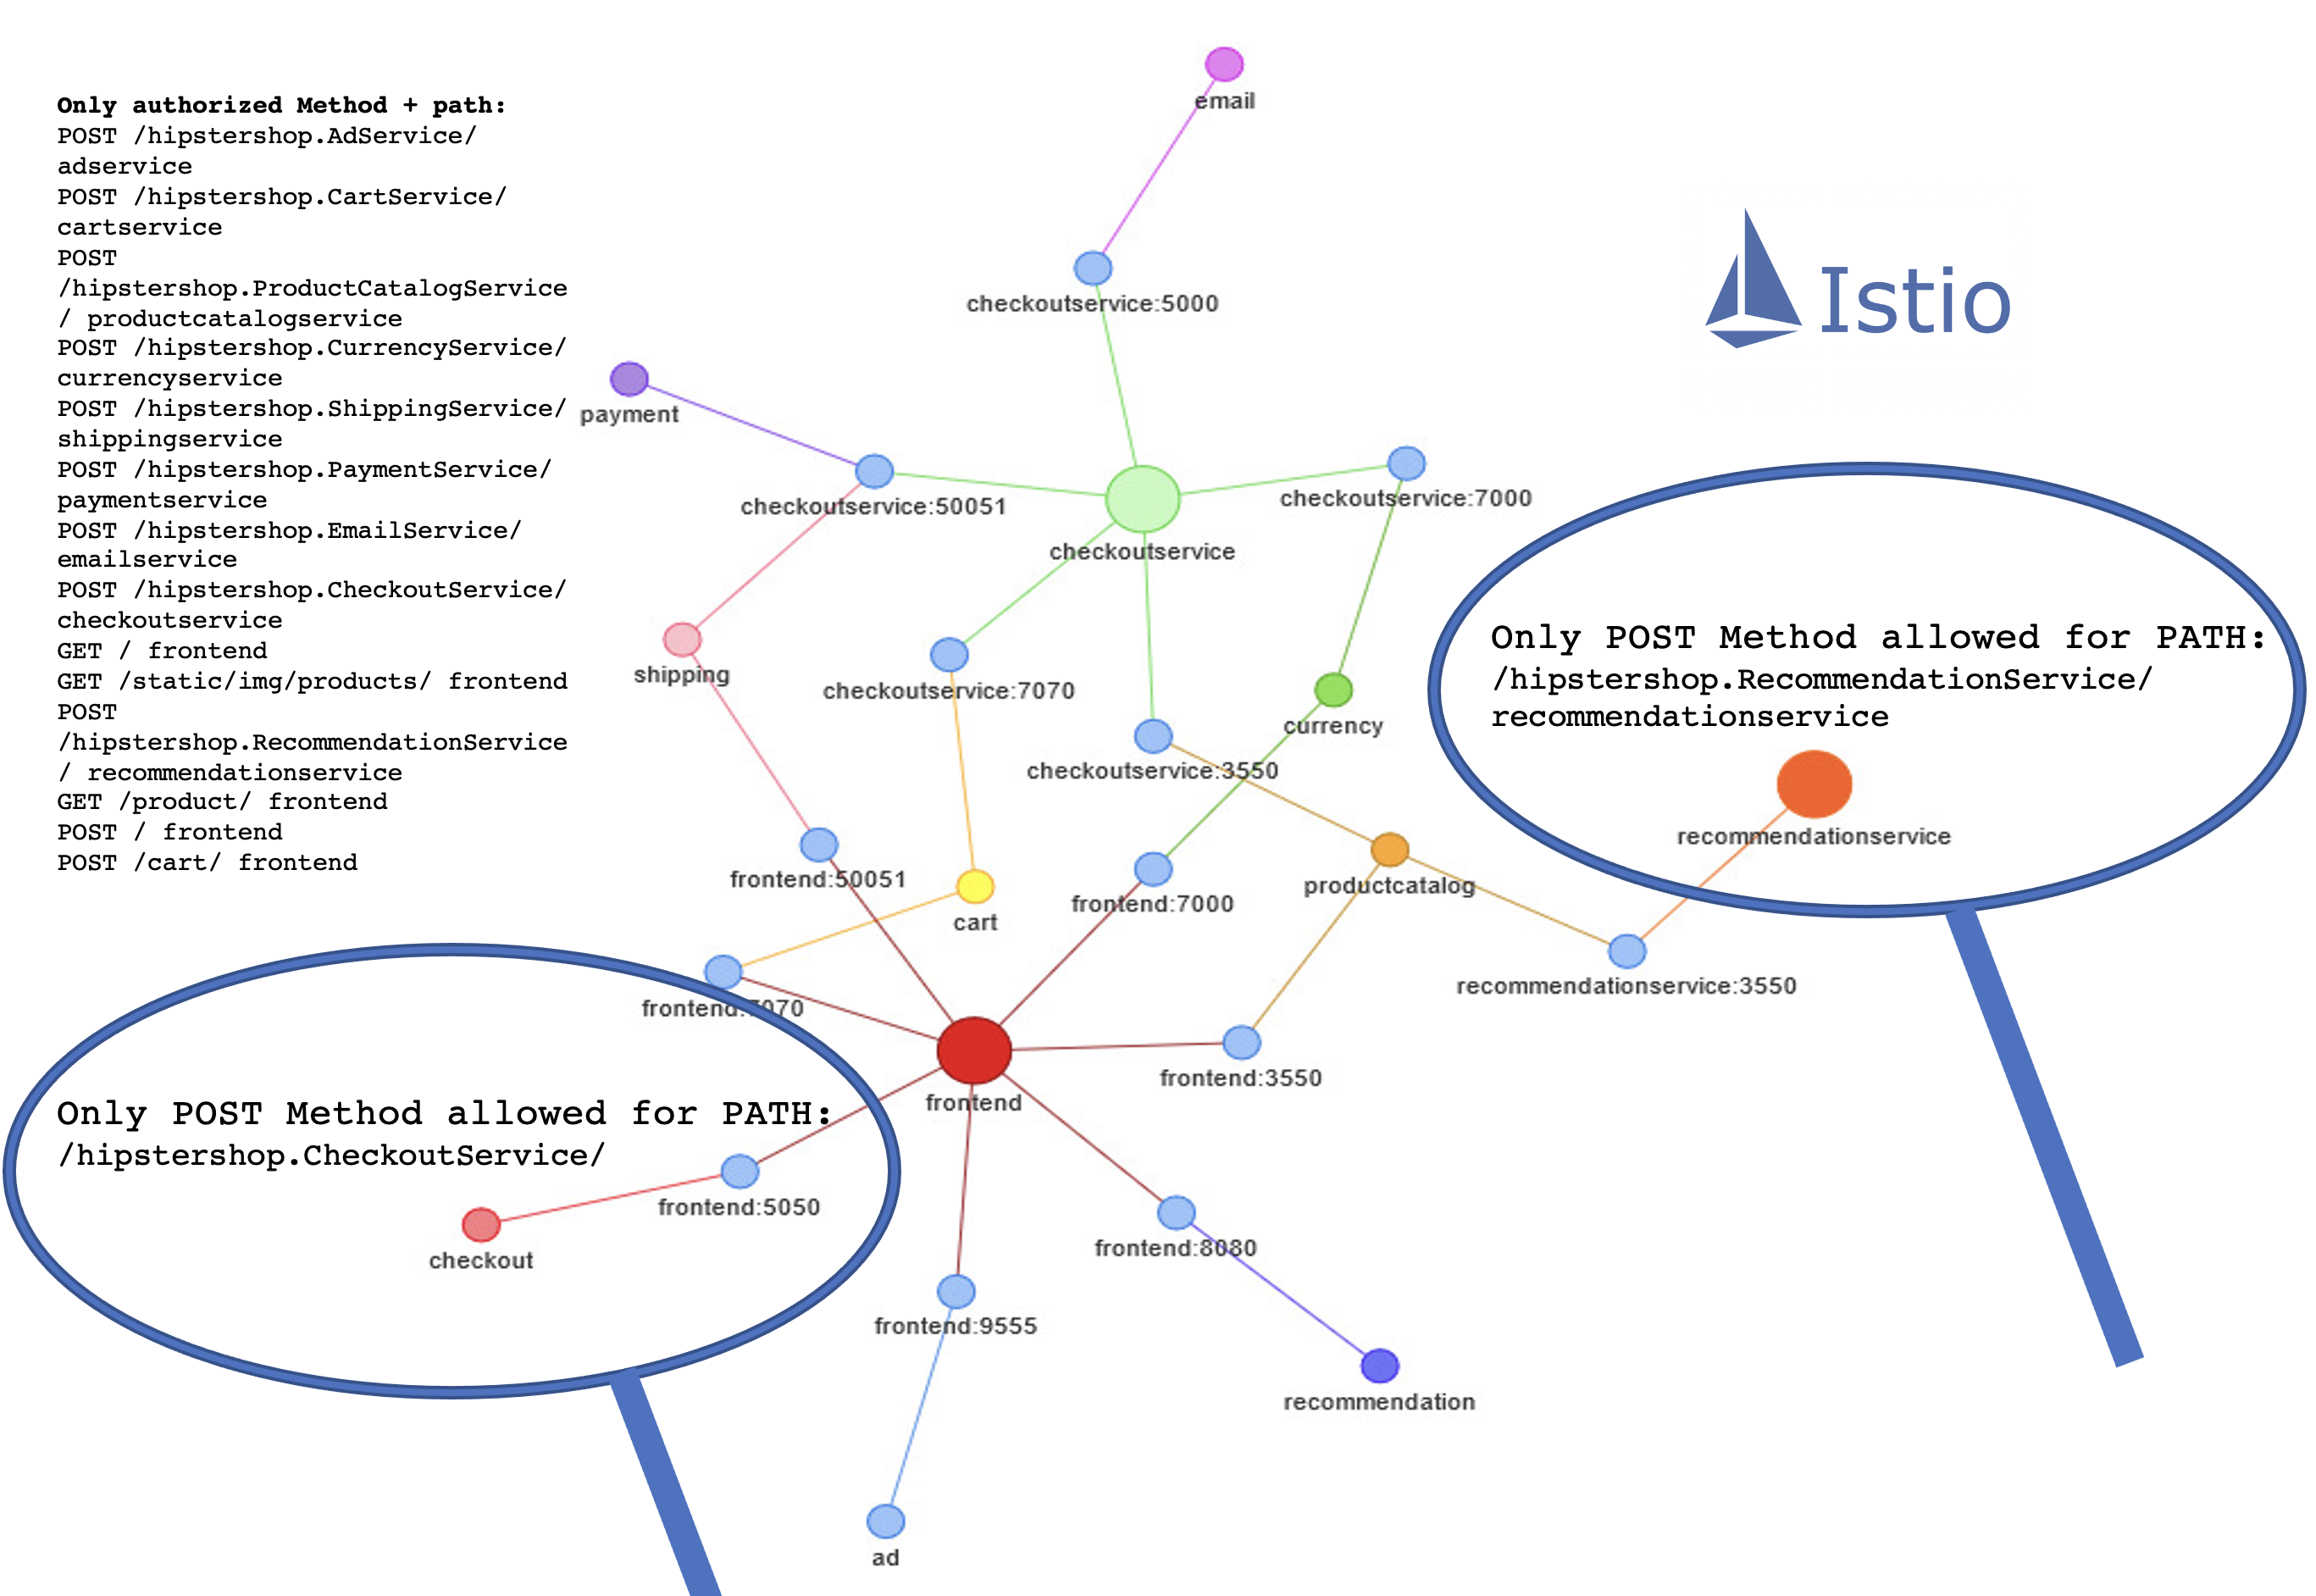 Only authorized Method + path:
POST /hipstershop.AdService/
adservice
POST /hipstershop.CartService/
cartservice
POST
/hipstershop.ProductCatalogService
/ productcatalogservice
POST /hipstershop.CurrencyService/
currencyservice
POST /hipstershop.ShippingService/
shippingservice
POST /hipstershop.PaymentService/
paymentservice
POST /hipstershop.EmailService/
emailservice
POST /hipstershop.CheckoutService/
checkoutservice
GET / frontend
GET /static/img/products/ frontend
POST
/hipstershop.RecommendationService
/ recommendationservice
GET /product/ frontend
POST / frontend
POST /cart/ frontend
email
checkoutservice:5000
Istio
payment
checkoutservice:50051
checkoutservice:7000
checkoutservice
shipping
checkoutservice:7070
currency
checkoutservice:3550
Only POST Method allowed for PATH:
/hipstershop.RecommendationService/
recommendationservice
recommendationservice
frontend:50051
cart
frontend:7000
productcatalog
recommendationservice:3550
frontend:7070
frontend
frontend:3550
Only POST Method allowed for PATH:
/hipstershop.CheckoutService/
frontend:5050
checkout
frontend:8080
frontend:9555
recommendation
ad